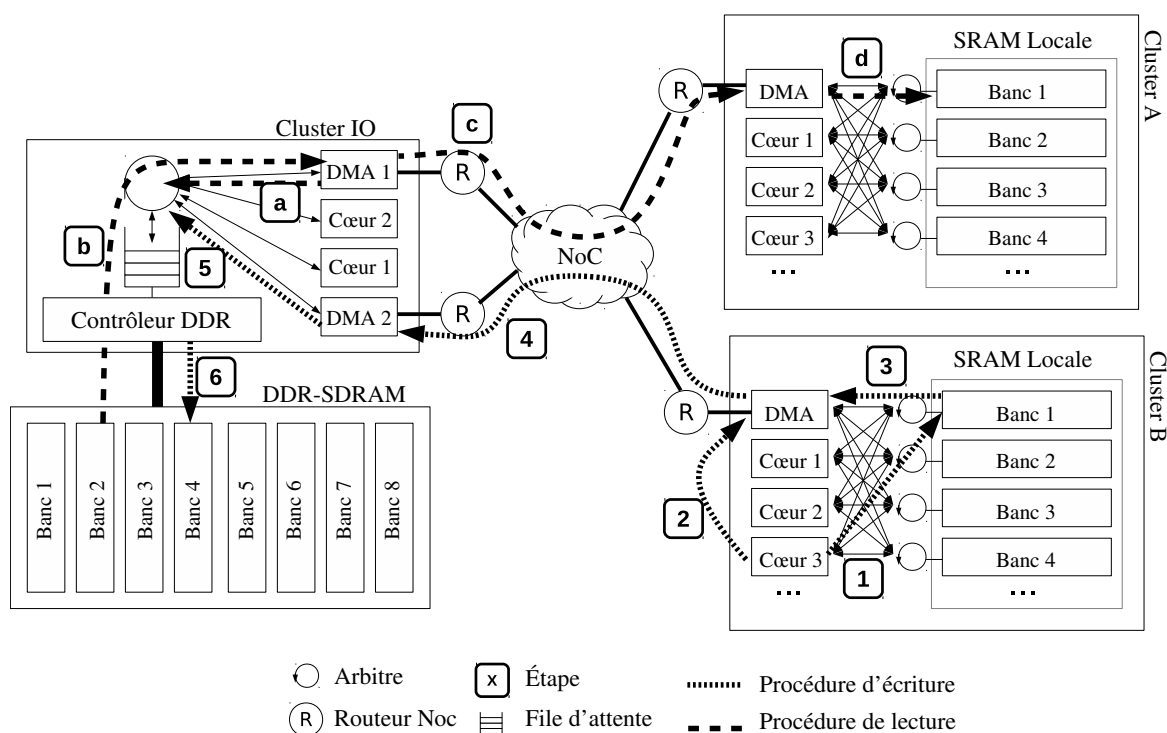 Cluster IO
DMA 1
Cœur 2
Cœur 1
DMA 2
Contrôleur DDR
a
b
5
6
R
R
c
4
NoC
DDR-SDRAM
Banc 1
Banc 2
Banc 3
Banc 4
Banc 5
Banc 6
Banc 7
Banc 8
Cluster A
SRAM Locale
R
d
DMA
Cœur 1
Cœur 2
Cœur 3
...
Banc 1
Banc 2
Banc 3
Banc 4
...
Cluster B
SRAM Locale
R
3
2
1
DMA
Cœur 1
Cœur 2
Cœur 3
...
Banc 1
Banc 2
Banc 3
Banc 4
...
Arbitre
x Étape
Procédure d'écriture
R Routeur Noc
File d'attente
Procédure de lecture